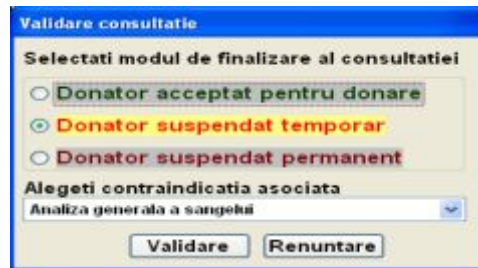 Validare consultatie
Selectati modul de finalizare al consultatiei
Donator acceptat pentru donare
Donator suspendat temporar
Donator suspendat permanent
Alegeti contraindicatia asociata
Analiza generala a sangelui
Validare Renuntare